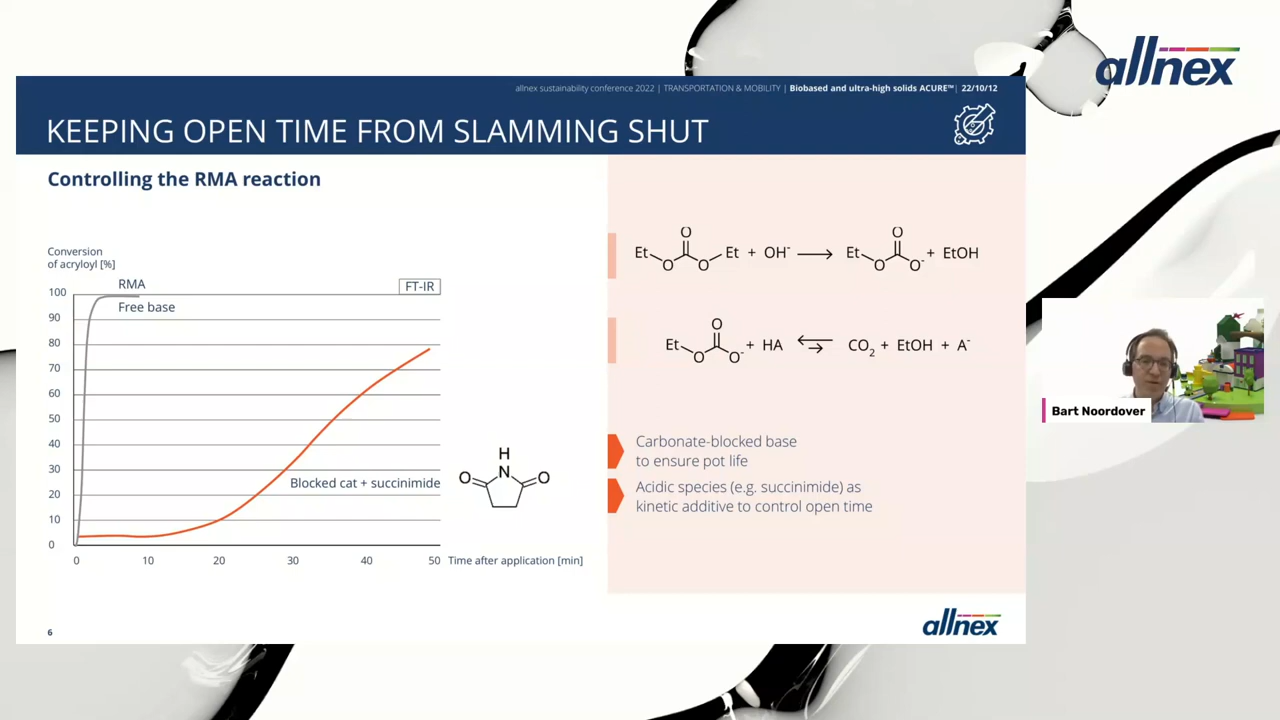 allnex
allnex sustainability conference 2022 | TRANSPORTATION & MOBILITY | Biobased and ultra-high solids ACURE™| 22/10/12
KEEPING OPEN TIME FROM SLAMMING SHUT
Controlling the RMA reaction
Conversion
of acryloyl [%]
RMA
FT-IR
Free base
100
90
80
70
60
50
40
30
20
10
0
Blocked cat + succinimide
0 10 20 30 40 50 Time after application [min]
H
N
O O
O
Et O O Et + OH- Et O O- + EtOH
O
O
Et O O- + HA CO2 + EtOH + A-
Carbonate-blocked base
to ensure pot life
Acidic species (e.g. succinimide) as
kinetic additive to control open time
Bart Noordover
allnex
6